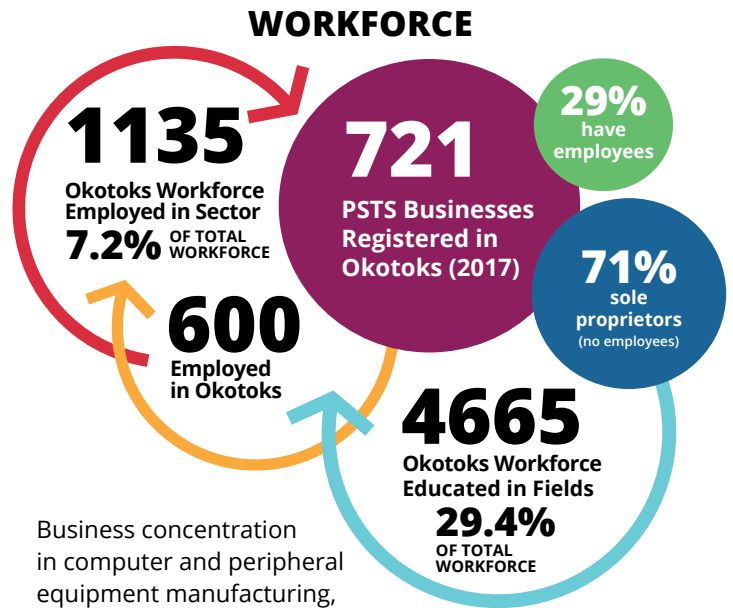 WORKFORCE
1135
Okotoks Workforce
Employed in Sector
7.2% OF TOTAL
WORKFORCE
721
PSTS Businesses
Registered in
Okotoks (2017)
29%
have
employees
71%
sole
proprietors
(no employees)
600
Employed
in Okotoks
4665
Okotoks Workforce
Educated in Fields
29.4%
OF TOTAL
WORKFORCE
Business concentration
in computer and peripheral
equipment manufacturing,